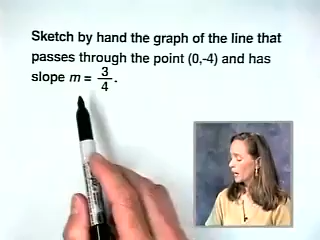 Sketch by hand the graph of the line that
passes through the point (0,-4) and has
slope m = 3/4.